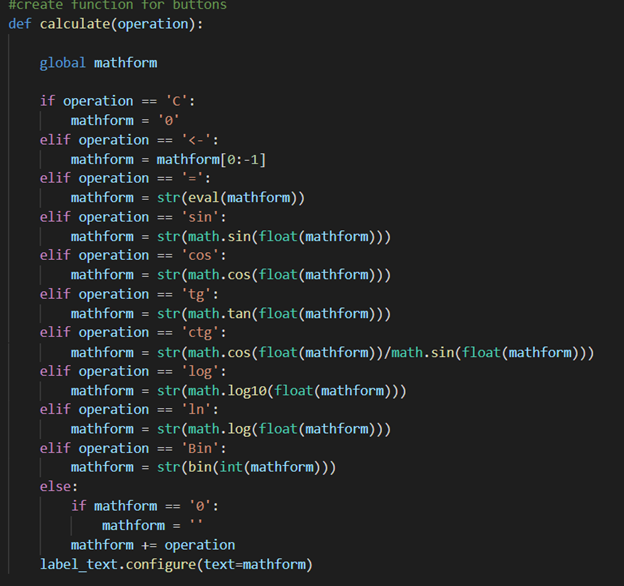 #create function for buttons
def calculate(operation):
global mathform
if operation == 'C':
mathform = '0'
elif operation == '<-':
mathform = mathform[0:-1]
elif operation == '=':
mathform = str(eval(mathform))
elif operation == 'sin':
mathform = str(math.sin(float(mathform)))
elif operation == 'cos':
mathform = str(math.cos(float(mathform)))
elif operation == 'tg':
mathform = str(math.tan(float(mathform)))
elif operation == 'ctg':
mathform = str(math.cos(float(mathform))/math.sin(float(mathform)))
elif operation == 'log':
mathform = str(math.log10(float(mathform)))
elif operation == 'ln':
mathform = str(math.log(float(mathform)))
elif operation == 'Bin':
mathform = str(bin(int(mathform)))
else:
if mathform == '0':
mathform = ''
mathform += operation
label_text.configure(text=mathform)